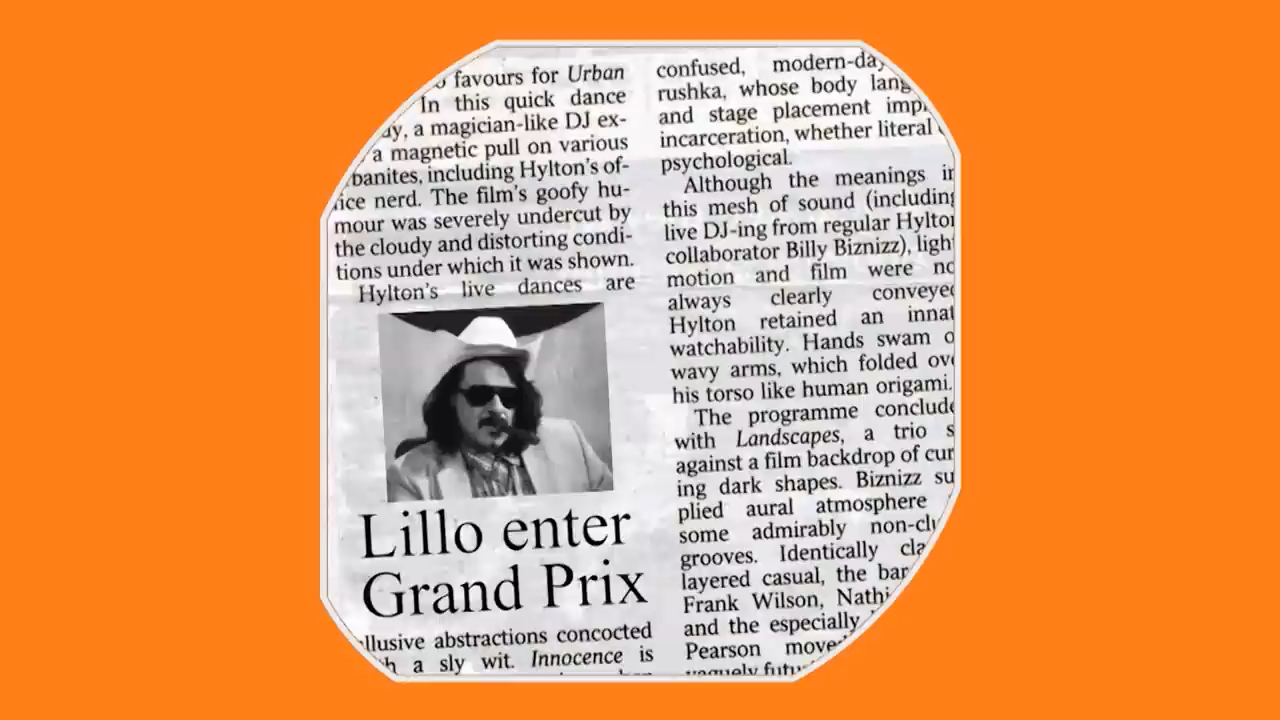 favours for Urban
In this quick dance
a magician-like DJ ex-
a magnetic pull on various
including Hylton's of-
nerd. The film's goofy hu-
mour was severely undercut by
the cloudy and distorting condi-
tions under which it was shown.
Hylton's live dances are
Lillo enter
Grand Prix
abstractions concocted
a sly wit. Innocence is
confused, modern-day
rushka, whose body lang
and stage placement imp
incarceration, whether literal
psychological.
Although the meanings in
this mesh of sound (including
live DJ-ing from regular Hylton
collaborator Billy Biznizz), ligh
motion and film were no
always clearly conveyed
Hylton retained an innat
watchability. Hands swam o
wavy arms, which folded ove
his torso like human origami.
The programme conclude
with Landscapes, a trio s
against a film backdrop of cur
ing dark shapes. Biznizz su
plied aural atmosphere
some admirably non-clu
grooves. Identically cla
layered casual, the bar
Frank Wilson, Nathi
and the especially
Pearson move
vaguely futu